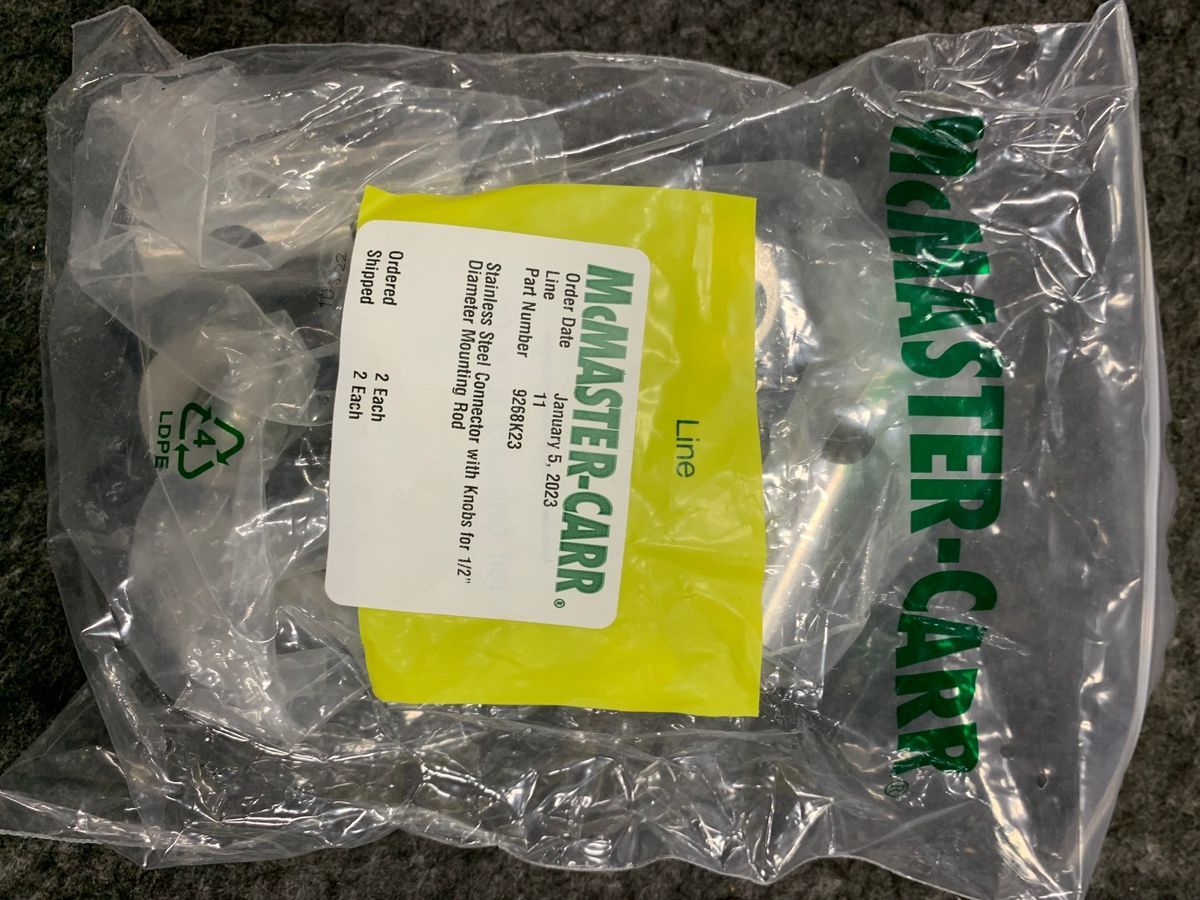 McMASTER-CARR®
Line
McMASTER-CARR®
Order Date January 5, 2023
Line 11
Part Number 9268K23
Stainless Steel Connector with Knobs for 1/2"
Diameter Mounting Rod
Ordered 2 Each
Shipped 2 Each
4
LDPE